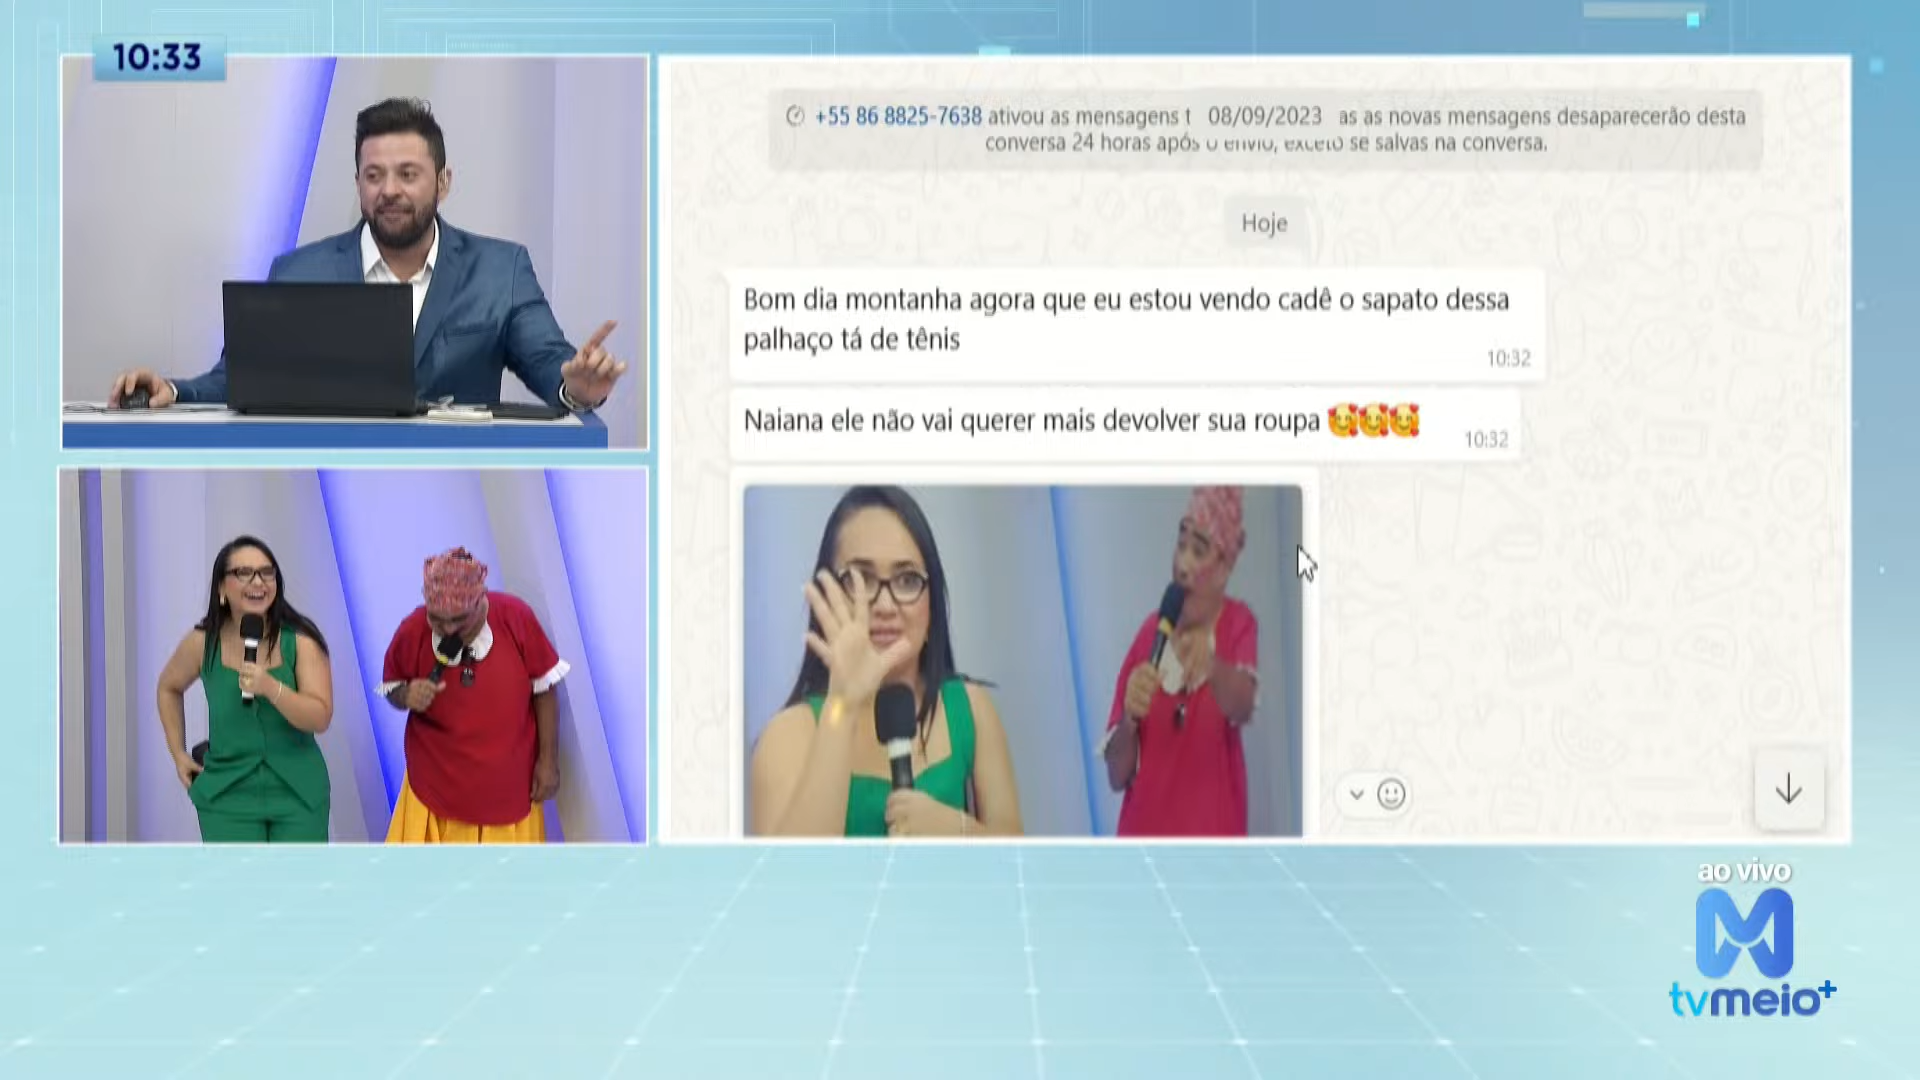 10:33
+55 86 8825-7638 ativou as mensagens t 08/09/2023 as as novas mensagens desaparecerão desta
conversa 24 horas após o envio, exceto se salvas na conversa.
Hoje
Bom dia montanha agora que eu estou vendo cadê o sapato dessa
palhaço tá de tênis
10:32
Naiana ele não vai querer mais devolver sua roupa 🥰🥰🥰
10:32
ao vivo
tvmeio+